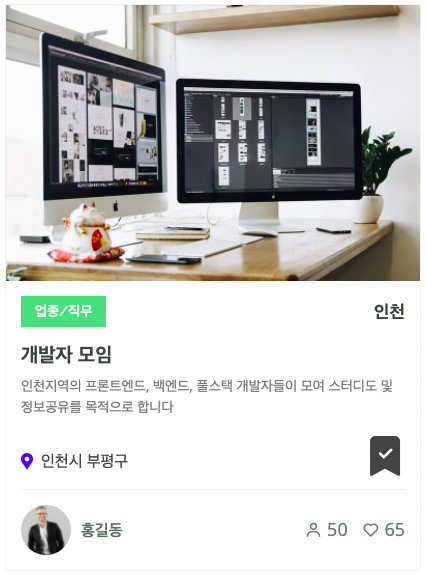 업종/직무
인천
개발자 모임
인천지역의 프론트엔드, 백엔드, 풀스택 개발자들이 모여 스터디도 및
정보공유를 목적으로 합니다
인천시 부평구
홍길동
50
65